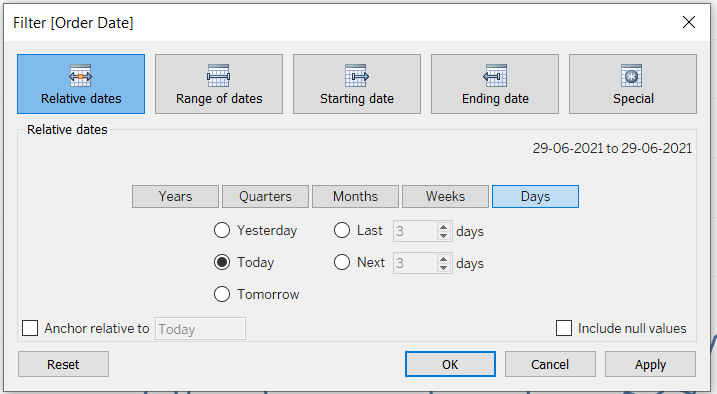 Filter [Order Date]
Relative dates
Range of dates
Starting date
Ending date
Special
Relative dates
29-06-2021 to 29-06-2021
Years
Quarters
Months
Weeks
Days
Yesterday
Last 3 days
Today
Next 3 days
Tomorrow
Anchor relative to Today
Include null values
Reset
OK
Cancel
Apply